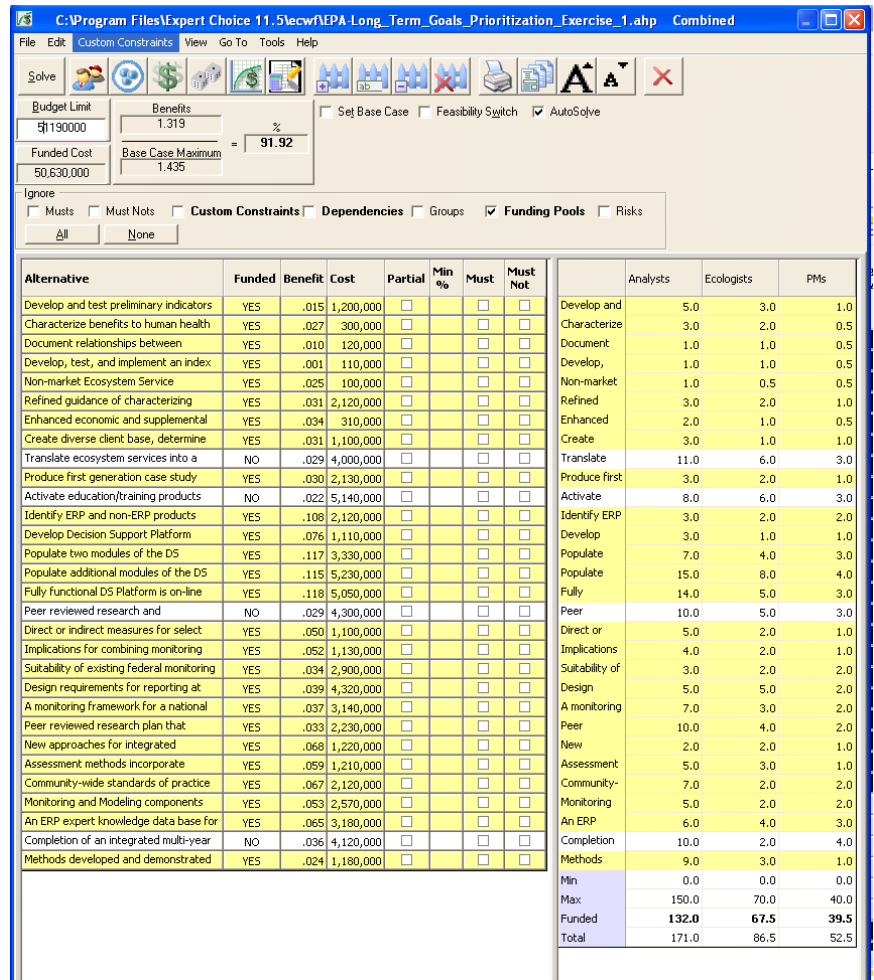 C:\Program Files\Expert Choice 11.5\ecwf\EPA-Long_Term_Goals_Prioritization_Exercise_1.ahp Combined
File Edit Custom Constraints View Go To Tools Help
Solve
Budget Limit Benefits Set Base Case Feasibility Switch AutoSolve
51190000 1.319 %
= 91.92
Funded Cost Base Case Maximum
50,630,000 1.435
Ignore
Musts Must Nots Custom Constraints Dependencies Groups Funding Pools Risks
All None
Alternative Funded Benefit Cost Partial Min % Must Must Not Analysts Ecologists PMs
Develop and test preliminary indicators YES .015 1,200,000 Develop and 5.0 3.0 1.0
Characterize benefits to human health YES .027 300,000 Characterize 3.0 2.0 0.5
Document relationships between YES .010 120,000 Document 1.0 1.0 0.5
Develop, test, and implement an index YES .001 110,000 Develop, 1.0 1.0 0.5
Non-market Ecosystem Service YES .025 100,000 Non-market 1.0 0.5 0.5
Refined guidance of characterizing YES .031 2,120,000 Refined 3.0 2.0 1.0
Enhanced economic and supplemental YES .034 310,000 Enhanced 2.0 1.0 0.5
Create diverse client base, determine YES .031 1,100,000 Create 3.0 1.0 1.0
Translate ecosystem services into a NO .029 4,000,000 Translate 11.0 6.0 3.0
Produce first generation case study YES .030 2,130,000 Produce first 3.0 2.0 1.0
Activate education/training products NO .022 5,140,000 Activate 8.0 6.0 3.0
Identify ERP and non-ERP products YES .108 2,120,000 Identify ERP 3.0 2.0 2.0
Develop Decision Support Platform YES .076 1,110,000 Develop 3.0 1.0 1.0
Populate two modules of the DS YES .117 3,330,000 Populate 7.0 4.0 3.0
Populate additional modules of the DS YES .115 5,230,000 Populate 15.0 8.0 4.0
Fully functional DS Platform is on-line YES .118 5,050,000 Fully 14.0 5.0 3.0
Peer reviewed research and NO .029 4,300,000 Peer 10.0 5.0 3.0
Direct or indirect measures for select YES .050 1,100,000 Direct or 5.0 2.0 1.0
Implications for combining monitoring YES .052 1,130,000 Implications 4.0 2.0 1.0
Suitability of existing federal monitoring YES .034 2,900,000 Suitability of 3.0 2.0 2.0
Design requirements for reporting at YES .039 4,320,000 Design 5.0 5.0 2.0
A monitoring framework for a national YES .037 3,140,000 A monitoring 7.0 3.0 2.0
Peer reviewed research plan that YES .033 2,230,000 Peer 10.0 4.0 2.0
New approaches for integrated YES .068 1,220,000 New 2.0 2.0 1.0
Assessment methods incorporate YES .059 1,210,000 Assessment 5.0 3.0 1.0
Community-wide standards of practice YES .067 2,120,000 Community- 7.0 2.0 2.0
Monitoring and Modeling components YES .053 2,570,000 Monitoring 5.0 2.0 2.0
An ERP expert knowledge data base for YES .065 3,180,000 An ERP 6.0 4.0 3.0
Completion of an integrated multi-year NO .036 4,120,000 Completion 10.0 2.0 4.0
Methods developed and demonstrated YES .024 1,180,000 Methods 9.0 3.0 1.0
Min 0.0 0.0 0.0
Max 150.0 70.0 40.0
Funded 132.0 67.5 39.5
Total 171.0 86.5 52.5